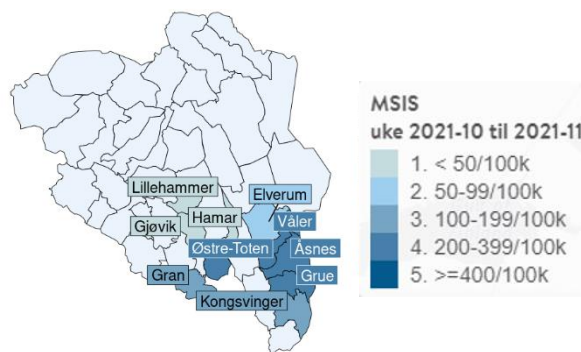 Lillehammer
Elverum
Hamar
Våler
Gjøvik
Østre-Toten
Åsnes
Gran
Grue
Kongsvinger
MSIS
uke 2021-10 til 2021-11
1. < 50/100k
2. 50-99/100k
3. 100-199/100k
4. 200-399/100k
5. >=400/100k